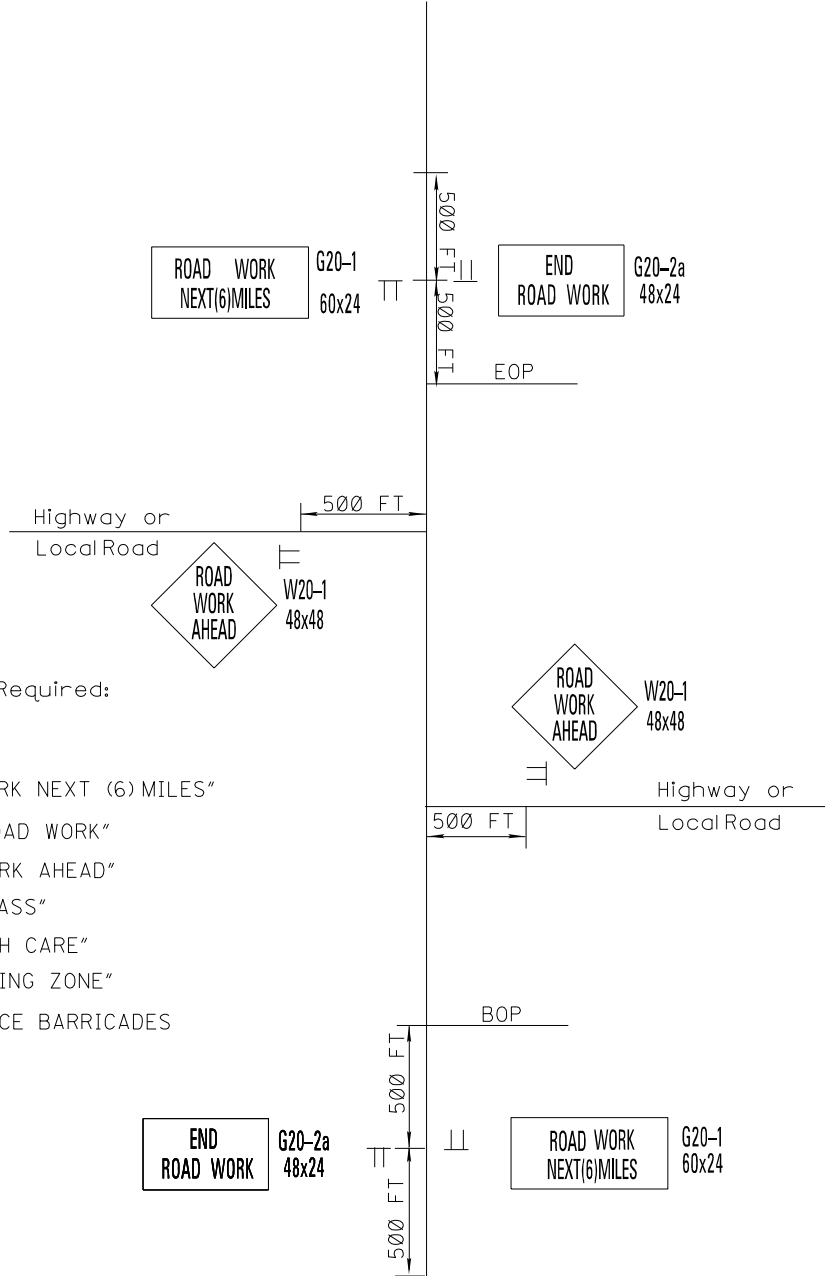 500 FT
ROAD WORK
NEXT(6)MILES
G20-1
60x24
END
ROAD WORK
G20-2a
48x24
500 FT
EOP
500 FT
Highway or
Local Road
ROAD
WORK
AHEAD
W20-1
48x48
ROAD
WORK
AHEAD
W20-1
48x48
Required:
RK NEXT (6) MILES"
OAD WORK"
RK AHEAD"
ASS"
H CARE"
ING ZONE"
CE BARRICADES
Highway or
Local Road
500 FT
BOP
500 FT
END
ROAD WORK
G20-2a
48x24
ROAD WORK
NEXT(6)MILES
G20-1
60x24
500 FT